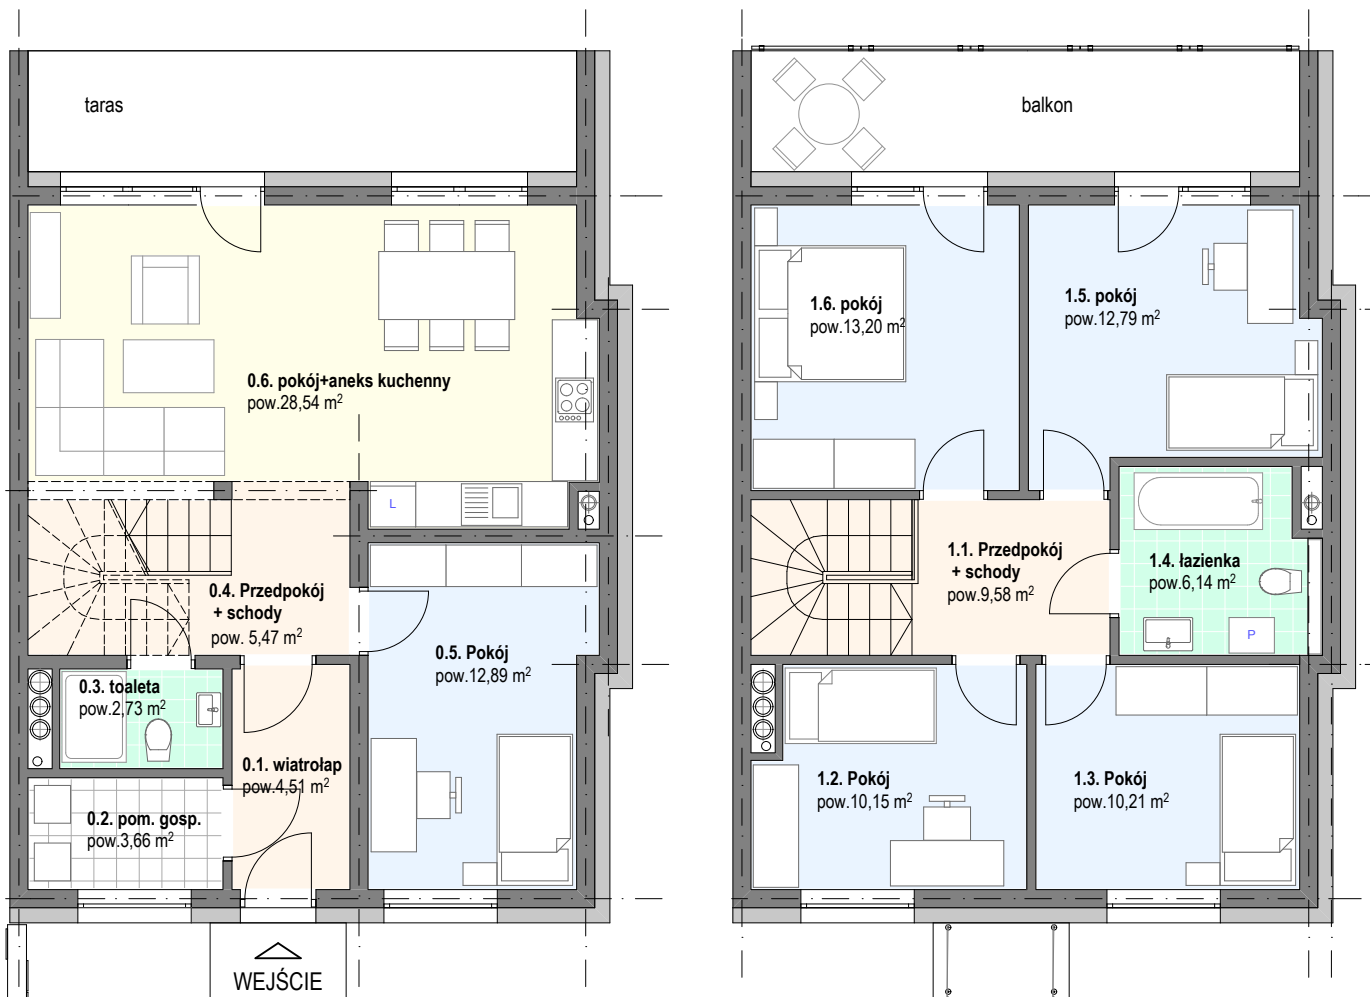 taras
0.6. pokój+aneks kuchenny
pow.28,54 m²
L
0.4. Przedpokój
+ schody
pow. 5,47 m²
0.5. Pokój
pow.12,89 m²
0.3. toaleta
pow.2,73 m²
0.1. wiatrołap
pow.4,51 m²
0.2. pom. gosp.
pow.3,66 m²
WEJŚCIE
balkon
1.6. pokój
pow.13,20 m²
1.5. pokój
pow.12,79 m²
1.1. Przedpokój
+ schody
pow.9,58 m²
1.4. łazienka
pow.6,14 m²
P
1.2. Pokój
pow.10,15 m²
1.3. Pokój
pow.10,21 m²